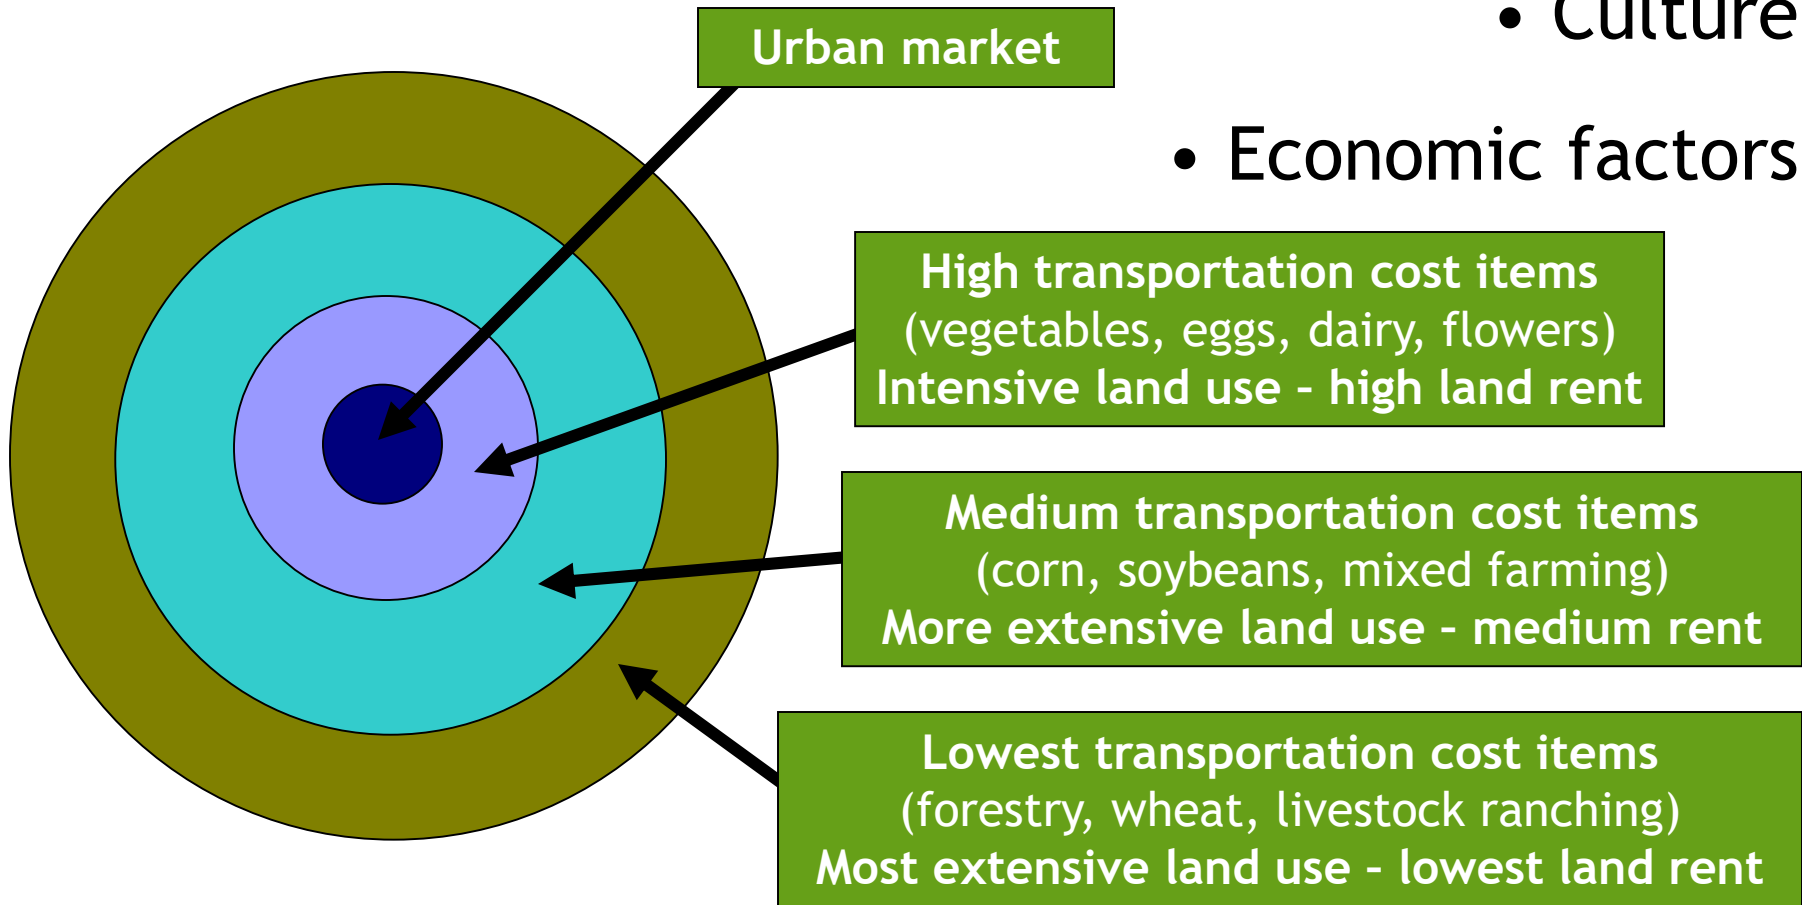 • Culture
Urban market
• Economic factors
High transportation cost items
(vegetables, eggs, dairy, flowers)
Intensive land use – high land rent
Medium transportation cost items
(corn, soybeans, mixed farming)
More extensive land use – medium rent
Lowest transportation cost items
(forestry, wheat, livestock ranching)
Most extensive land use – lowest land rent